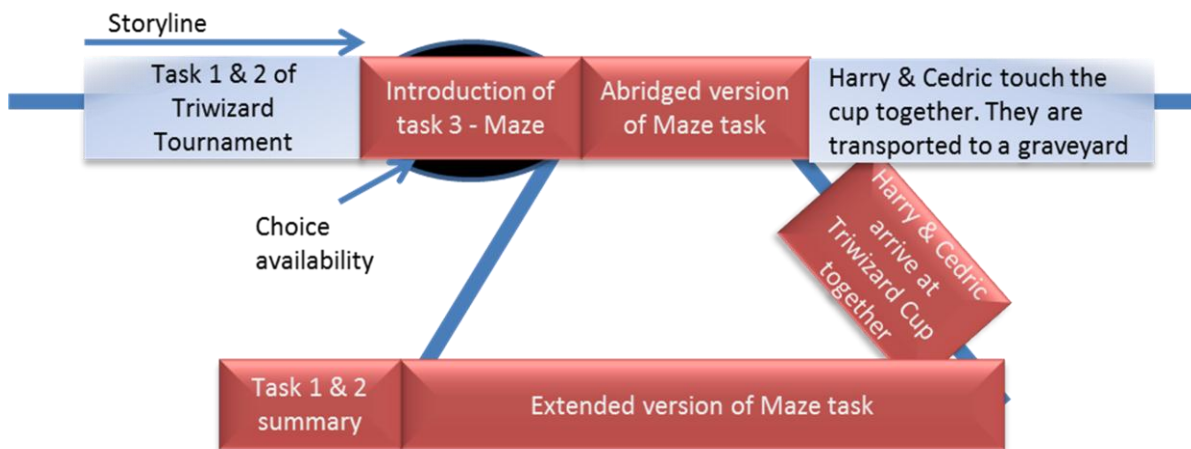 Storyline
Task 1 & 2 of
Triwizard
Tournament
Introduction of
task 3 - Maze
Abridged version
of Maze task
Harry & Cedric touch the
cup together. They are
transported to a graveyard
Choice
availability
Harry & Cedric
arrive at
Triwizard Cup
together
Task 1 & 2
summary
Extended version of Maze task